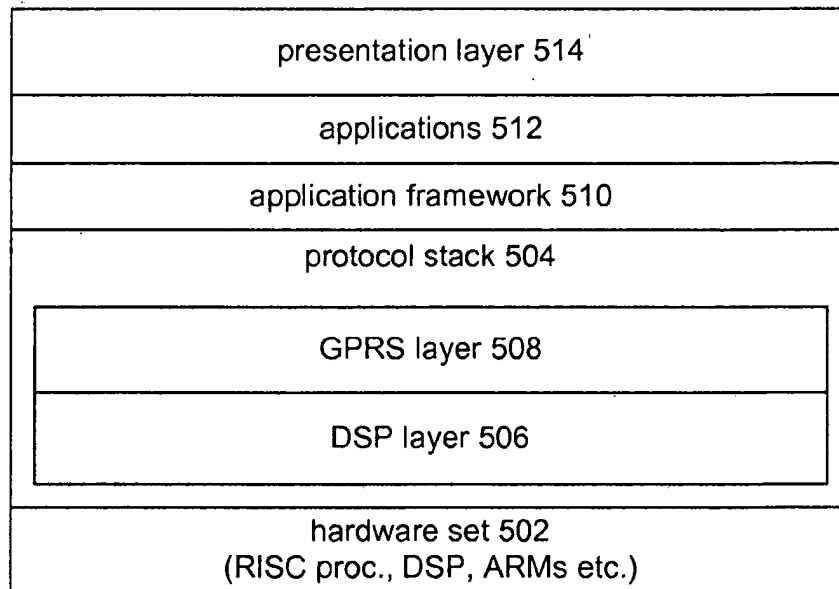 presentation layer 514
applications 512
application framework 510
protocol stack 504
GPRS layer 508
DSP layer 506
hardware set 502
(RISC proc., DSP, ARMs etc.)